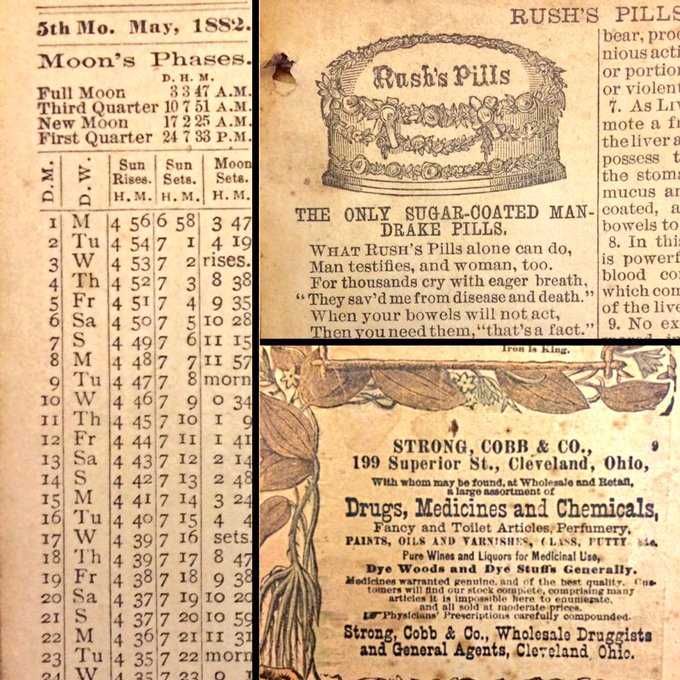 5th Mo. May, 1882.
Moon's Phases.
D. H. M.
Full Moon 3 3 47 A.M.
Third Quarter 10 7 51 A.M.
New Moon 17 2 25 A.M.
First Quarter 24 7 33 P.M.
D.M. D.W. Sun Rises. Sun Sets. Moon Sets.
H. M. H. M. H. M.
1 M 4 56 6 58 3 47
2 Tu 4 54 7 1 4 19
3 W 4 53 7 2 rises.
4 Th 4 52 7 3 8 38
5 Fr 4 51 7 4 9 35
6 Sa 4 50 7 5 10 28
7 S 4 49 7 6 11 15
8 M 4 48 7 7 11 57
9 Tu 4 47 7 8 morn
10 W 4 46 7 9 0 34
11 Th 4 45 7 10 1 9
12 Fr 4 44 7 11 1 41
13 Sa 4 43 7 12 2 14
14 S 4 42 7 13 2 48
15 M 4 41 7 14 3 24
16 Tu 4 40 7 15 4 4
17 W 4 39 7 16 sets.
18 Th 4 39 7 17 8 47
19 Fr 4 38 7 18 9 38
20 Sa 4 37 7 19 10 20
21 S 4 37 7 20 10 59
22 M 4 36 7 21 11 31
23 Tu 4 35 7 22 morn
24 W 4 35 7 23
RUSH'S PILLS
Rush's Pills
THE ONLY SUGAR-COATED MAN-
DRAKE PILLS.
WHAT RUSH'S Pills alone can do,
Man testifies, and woman, too.
For thousands cry with eager breath,
"They sav'd me from disease and death."
When your bowels will not act,
Then you need them, "that's a fact."
bear, prod
nious acti
or portion
or violent
7. As Liv
mote a fr
the liver a
possess t
the stoma
mucus an
coated, a
bowels to
8. In this
is powerf
blood co
which com
of the live
9. No ex
Iron is King.
9
STRONG, COBB & CO.,
199 Superior St., Cleveland, Ohio,
With whom may be found, at Wholesale and Retail,
a large assortment of
Drugs, Medicines and Chemicals,
Fancy and Toilet Articles, Perfumery,
PAINTS, OILS AND VARNISHES, GLASS, PUTTY &c.
Pure Wines and Liquors for Medicinal Use,
Dye Woods and Dye Stuffs Generally.
Medicines warranted genuine, and of the best quality. Cus-
tomers will find our stock complete, comprising many
articles it is impossible here to enumerate,
and all sold at moderate prices.
☞ Physicians' Prescriptions carefully compounded.
Strong, Cobb & Co., Wholesale Druggists
and General Agents, Cleveland, Ohio.